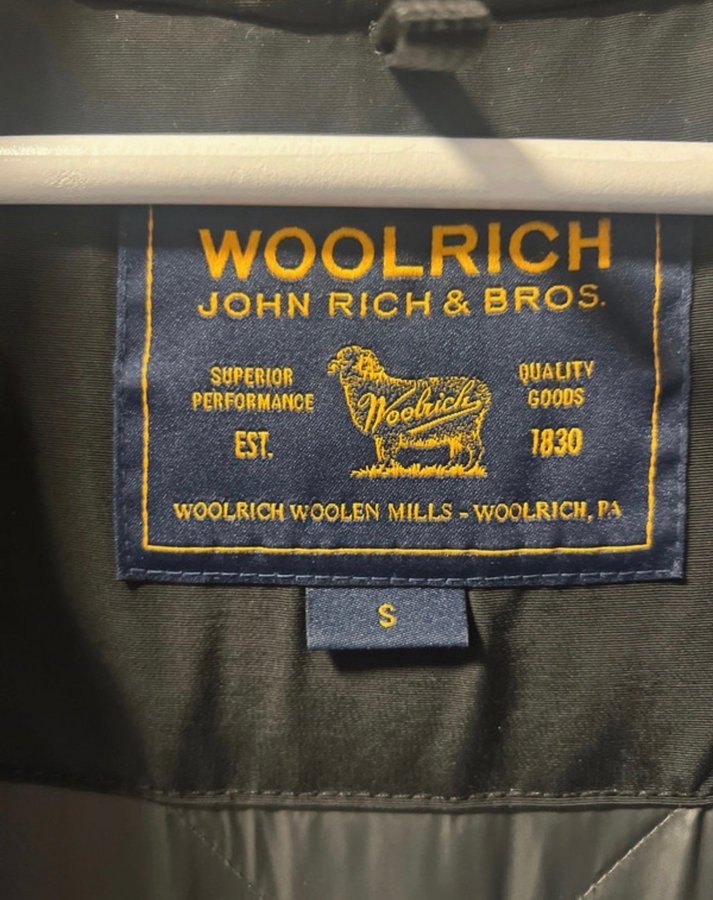 WOOLRICH
JOHN RICH & BROS.
SUPERIOR
PERFORMANCE
EST.
Woolrich
QUALITY
GOODS
1830
WOOLRICH WOOLEN MILLS - WOOLRICH, PA
S